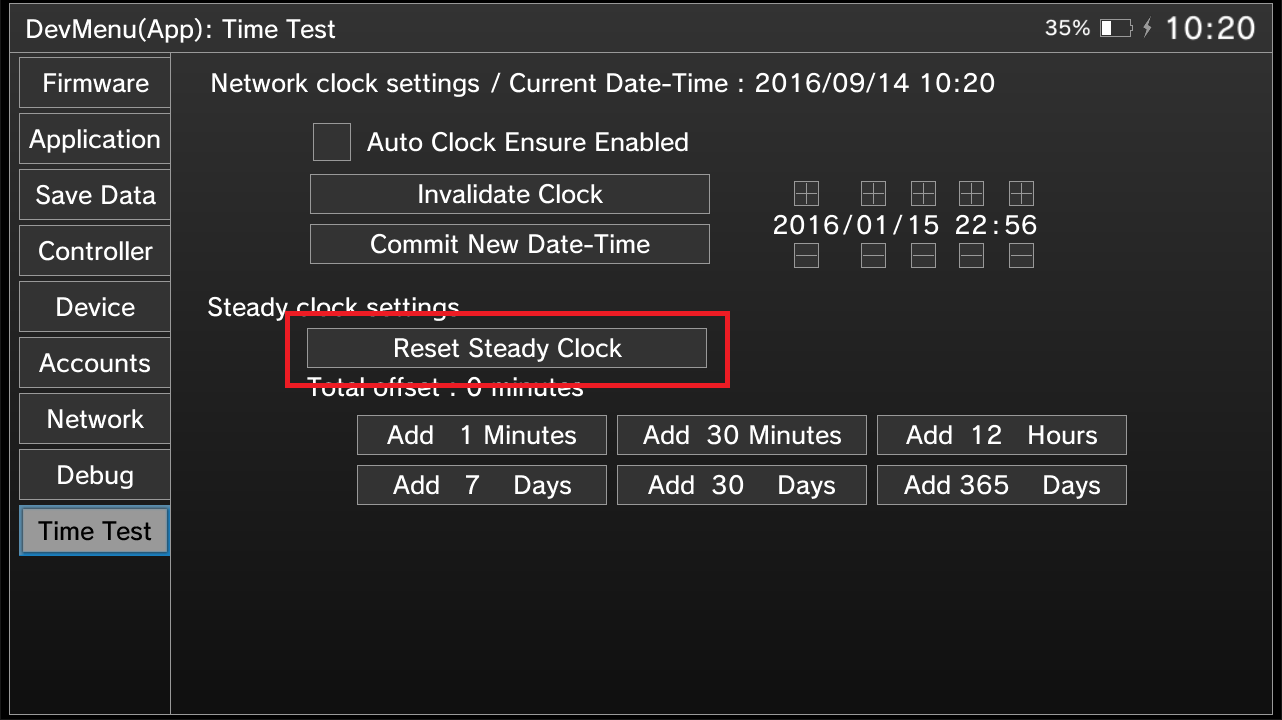 DevMenu(App): Time Test
35% 10:20
Firmware
Application
Save Data
Controller
Device
Accounts
Network
Debug
Time Test
Network clock settings / Current Date-Time : 2016/09/14 10:20
Auto Clock Ensure Enabled
Invalidate Clock
Commit New Date-Time
2016/01/15 22:56
Steady clock settings
Reset Steady Clock
Total offset : 0 minutes
Add 1 Minutes
Add 30 Minutes
Add 12 Hours
Add 7 Days
Add 30 Days
Add 365 Days